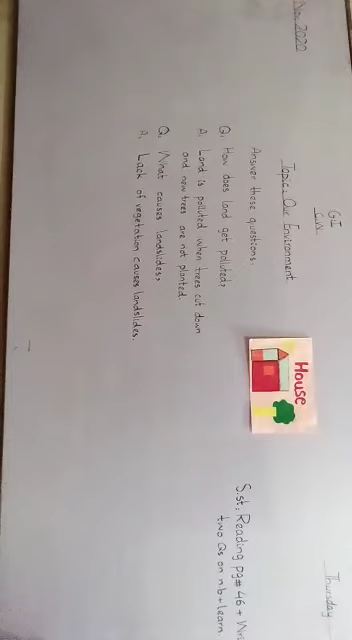 Nov, 2020
Thursday
G:I
C.W
Topic: Our Environment
Answer these questions:
Q. How does land get polluted?
A. Land is polluted when trees cut down
and new trees are not planted.
Q. What causes landslides?
A. Lack of vegetation causes landslides.
House
S.st: Reading pg# 46 +
two Qs on n.b + learn